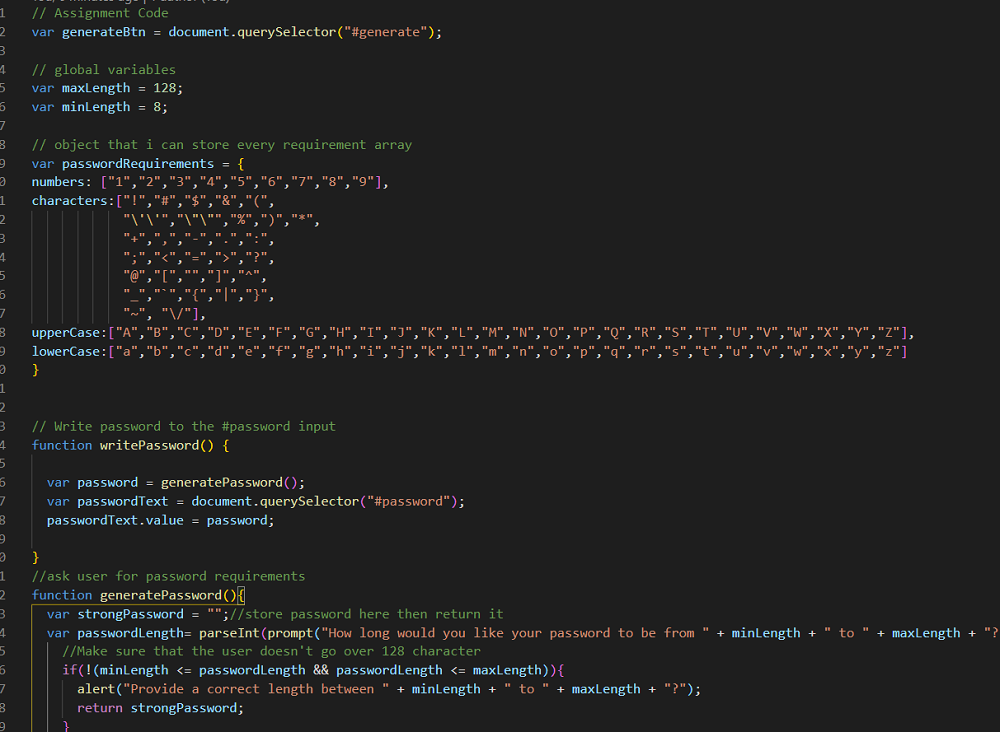 1 // Assignment Code
2 var generateBtn = document.querySelector("#generate");
3
4 // global variables
5 var maxLength = 128;
6 var minLength = 8;
7
8 // object that i can store every requirement array
9 var passwordRequirements = {
0 numbers: ["1","2","3","4","5","6","7","8","9"],
1 characters:["!","#","$","&","(",
2 "\'\'","\"\"","%",")","*",
3 "+",",","-",".",":",
4 ";","<","=",">","?",
5 "@","[","","]","^",
6 "_","`","{","|","}",
7 "~", "\/"],
8 upperCase:["A","B","C","D","E","F","G","H","I","J","K","L","M","N","O","P","Q","R","S","T","U","V","W","X","Y","Z"],
9 lowerCase:["a","b","c","d","e","f","g","h","i","j","k","l","m","n","o","p","q","r","s","t","u","v","w","x","y","z"]
0 }
1
2
3 // Write password to the #password input
4 function writePassword() {
5
6 var password = generatePassword();
7 var passwordText = document.querySelector("#password");
8 passwordText.value = password;
9
0 }
1 //ask user for password requirements
2 function generatePassword(){
3 var strongPassword = "";//store password here then return it
4 var passwordLength= parseInt(prompt("How long would you like your password to be from " + minLength + " to " + maxLength + "?
5 //Make sure that the user doesn't go over 128 character
6 if(!(minLength <= passwordLength && passwordLength <= maxLength)){
7 alert("Provide a correct length between " + minLength + " to " + maxLength + "?");
8 return strongPassword;
9 }